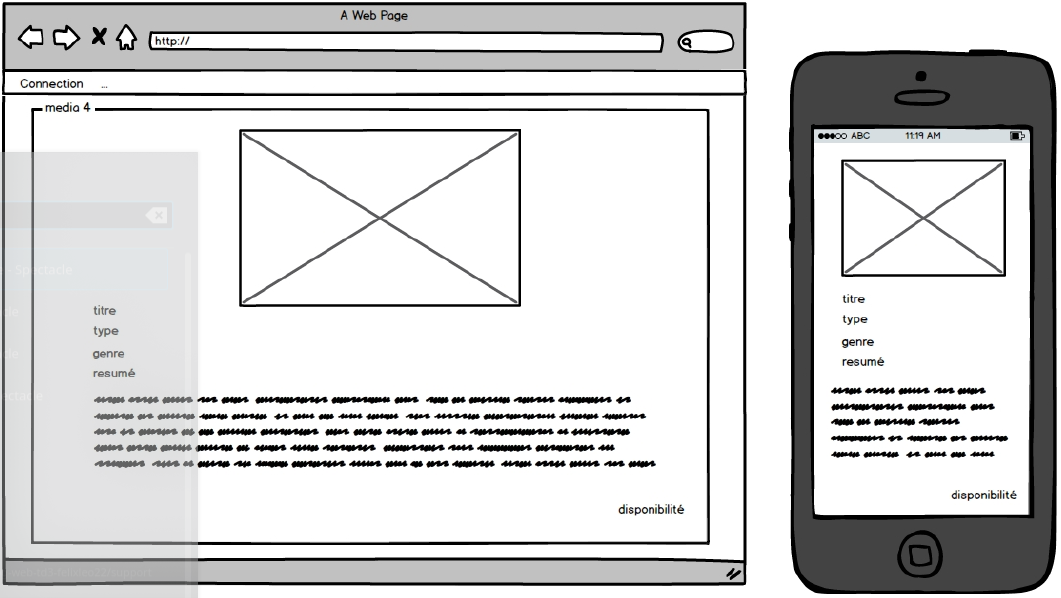 A Web Page
http://
Connection ...
media 4
- Spectacle
titre
type
genre
resumé
disponibilité
ABC 11:19 AM
titre
type
genre
resumé
disponibilité